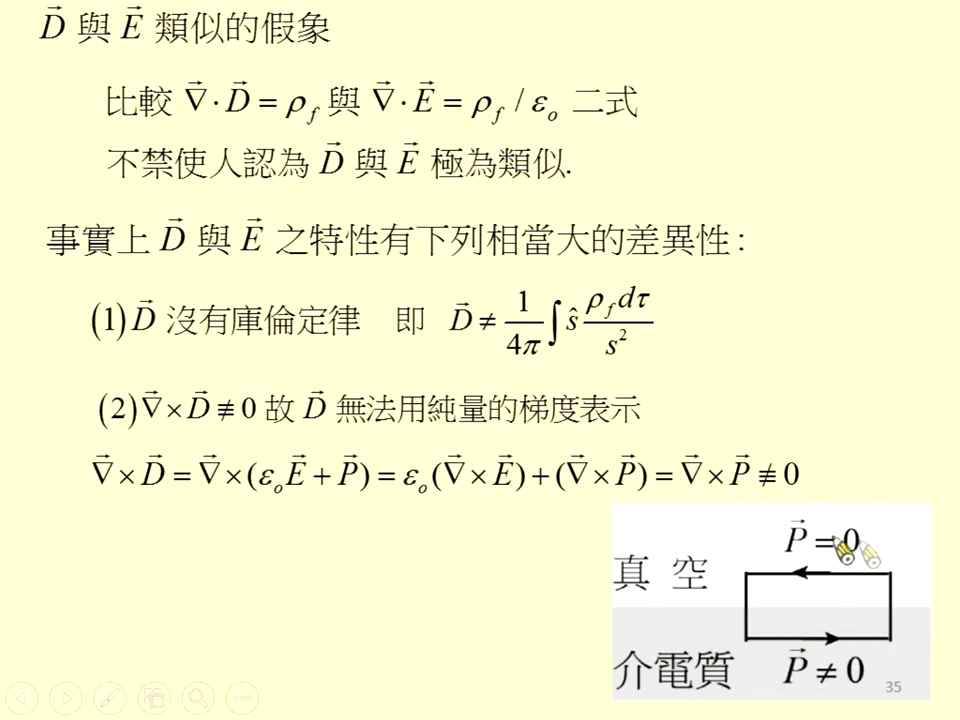 D⃗ 與 E⃗ 類似的假象
比較 ∇⃗ · D⃗ = ρ_f 與 ∇⃗ · E⃗ = ρ_f / ε_o 二式
不禁使人認為 D⃗ 與 E⃗ 極為類似.
事實上 D⃗ 與 E⃗ 之特性有下列相當大的差異性:
(1) D⃗ 沒有庫倫定律 即 D⃗ ≠ 1/4π ∫ ŝ ρ_f dτ / s²
(2) ∇⃗ × D⃗ ≢ 0 故 D⃗ 無法用純量的梯度表示
∇⃗ × D⃗ = ∇⃗ × (ε_o E⃗ + P⃗) = ε_o (∇⃗ × E⃗) + (∇⃗ × P⃗) = ∇⃗ × P⃗ ≢ 0
P⃗ = 0
真 空
介電質 P⃗ ≠ 0
35